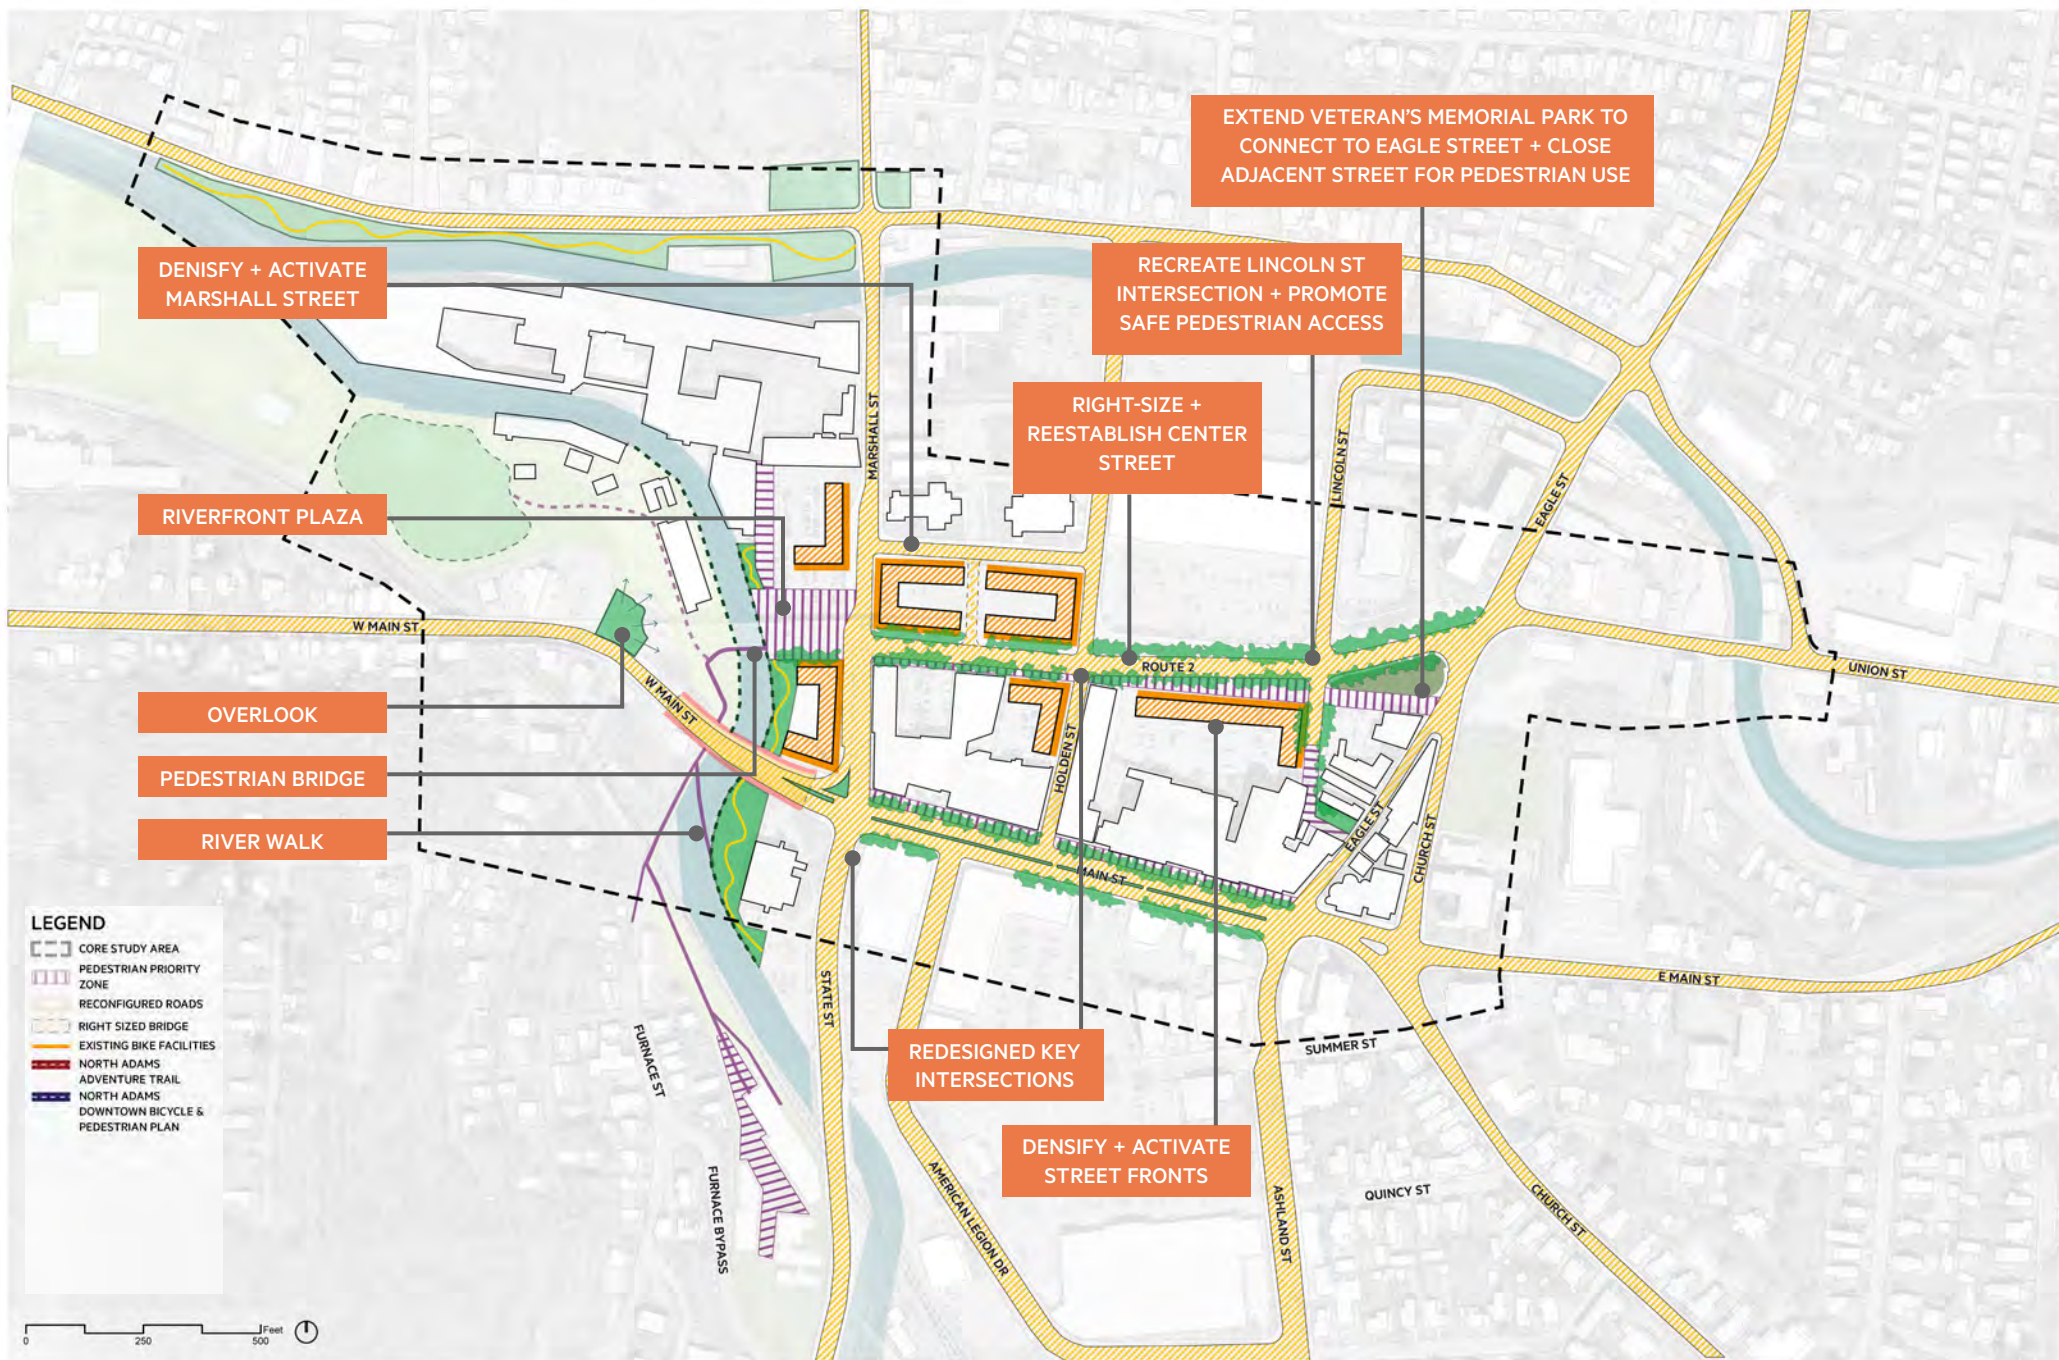 EXTEND VETERAN'S MEMORIAL PARK TO
CONNECT TO EAGLE STREET + CLOSE
ADJACENT STREET FOR PEDESTRIAN USE
DENISFY + ACTIVATE
MARSHALL STREET
RECREATE LINCOLN ST
INTERSECTION + PROMOTE
SAFE PEDESTRIAN ACCESS
RIGHT-SIZE +
REESTABLISH CENTER
STREET
MARSHALL ST
LINCOLN ST
EAGLE ST
RIVERFRONT PLAZA
W MAIN ST
ROUTE 2
UNION ST
W MAIN ST
OVERLOOK
HOLDEN ST
PEDESTRIAN BRIDGE
RIVER WALK
EAGLE ST
CHURCH ST
MAIN ST
E MAIN ST
STATE ST
SUMMER ST
REDESIGNED KEY
INTERSECTIONS
FURNACE ST
DENSIFY + ACTIVATE
STREET FRONTS
FURNACE BYPASS
AMERICAN LEGION DR
ASHLAND ST
QUINCY ST
CHURCH ST
LEGEND
CORE STUDY AREA
PEDESTRIAN PRIORITY
ZONE
RECONFIGURED ROADS
RIGHT SIZED BRIDGE
EXISTING BIKE FACILITIES
NORTH ADAMS
ADVENTURE TRAIL
NORTH ADAMS
DOWNTOWN BICYCLE &
PEDESTRIAN PLAN
Feet
0 250 500